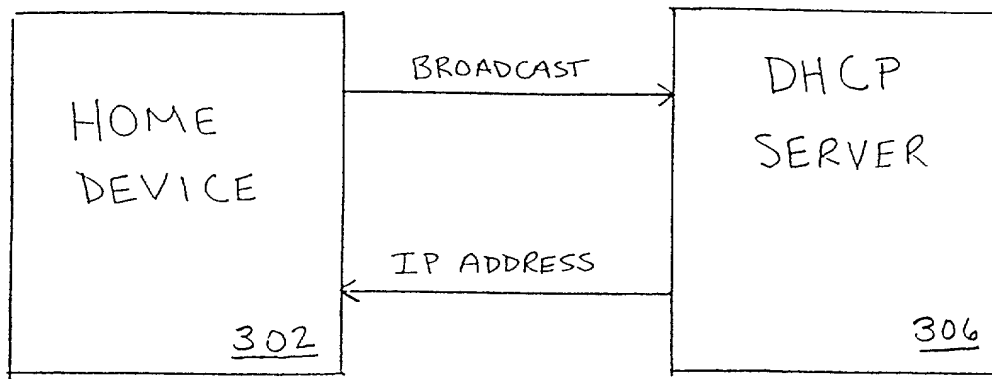 HOME
DEVICE
302
BROADCAST
IP ADDRESS
DHCP
SERVER
306